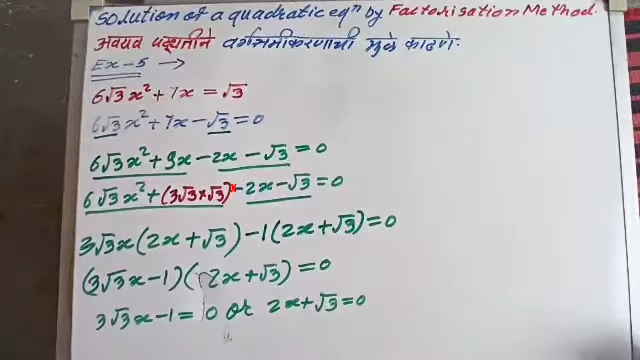 Solution of a quadratic eqⁿ by Factorisation Method.
अवयव पद्धतीने वर्गसमीकरणाची मुळे काढणे.
Ex-5 →
6√3x²+7x=√3
6√3x²+7x-√3=0
6√3x²+9x-2x-√3=0
6√3x²+(3√3×√3)x-2x-√3=0
3√3x(2x+√3)-1(2x+√3)=0
(3√3x-1)(2x+√3)=0
3√3x-1=0 or 2x+√3=0